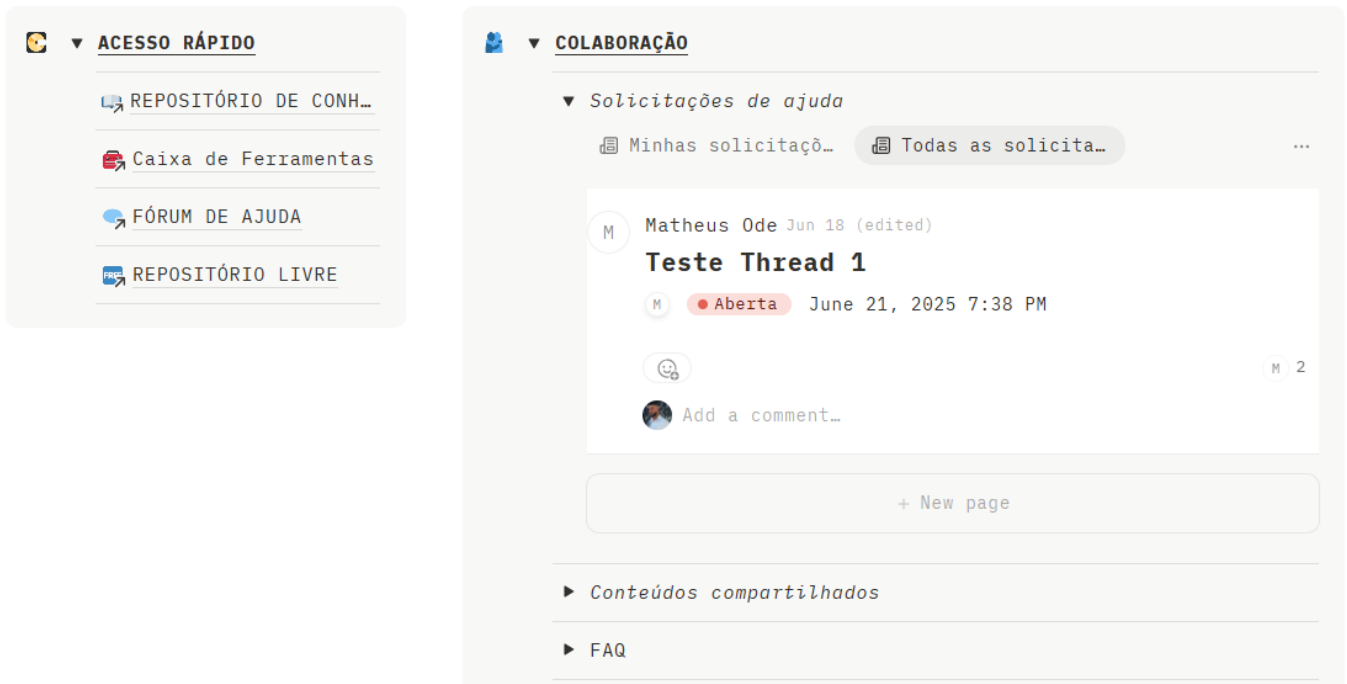 ACESSO RÁPIDO
REPOSITÓRIO DE CONH…
Caixa de Ferramentas
FÓRUM DE AJUDA
FREE
REPOSITÓRIO LIVRE
COLABORAÇÃO
Solicitações de ajuda
Minhas solicitaçõ… Todas as solicita… ...
M Matheus Ode Jun 18 (edited)
Teste Thread 1
M Aberta June 21, 2025 7:38 PM
M 2
Add a comment…
+ New page
Conteúdos compartilhados
FAQ